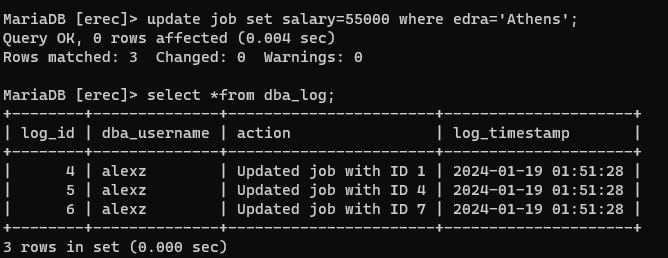 MariaDB [erec]> update job set salary=55000 where edra='Athens';
Query OK, 0 rows affected (0.004 sec)
Rows matched: 3  Changed: 0  Warnings: 0

MariaDB [erec]> select *from dba_log;
+--------+--------------+-----------------------+---------------------+
| log_id | dba_username | action                | log_timestamp       |
+--------+--------------+-----------------------+---------------------+
|      4 | alexz        | Updated job with ID 1 | 2024-01-19 01:51:28 |
|      5 | alexz        | Updated job with ID 4 | 2024-01-19 01:51:28 |
|      6 | alexz        | Updated job with ID 7 | 2024-01-19 01:51:28 |
+--------+--------------+-----------------------+---------------------+
3 rows in set (0.000 sec)